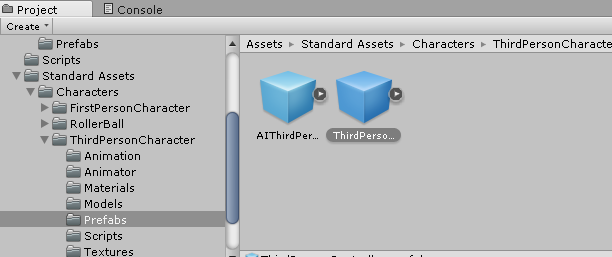 Project
Console
Create
Prefabs
Scripts
Standard Assets
Characters
FirstPersonCharacter
RollerBall
ThirdPersonCharacter
Animation
Animator
Materials
Models
Prefabs
Scripts
Textures
Assets Standard Assets Characters ThirdPersonCharacte
AIThirdPer...
ThirdPerso...